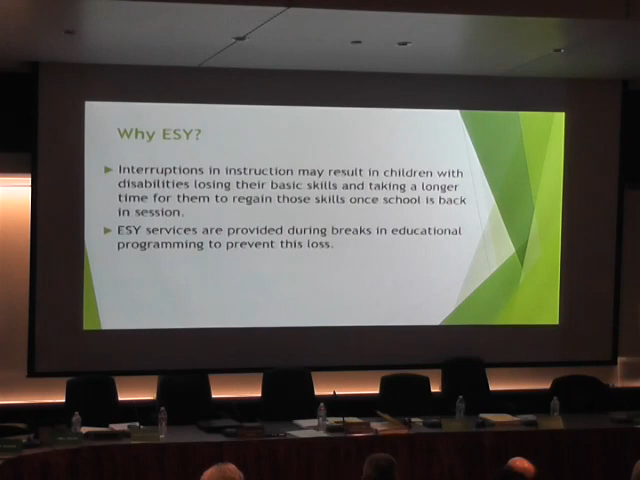 Why ESY?
Interruptions in instruction may result in children with
disabilities losing their basic skills and taking a longer
time for them to regain those skills once school is back
in session.
ESY services are provided during breaks in educational
programming to prevent this loss.